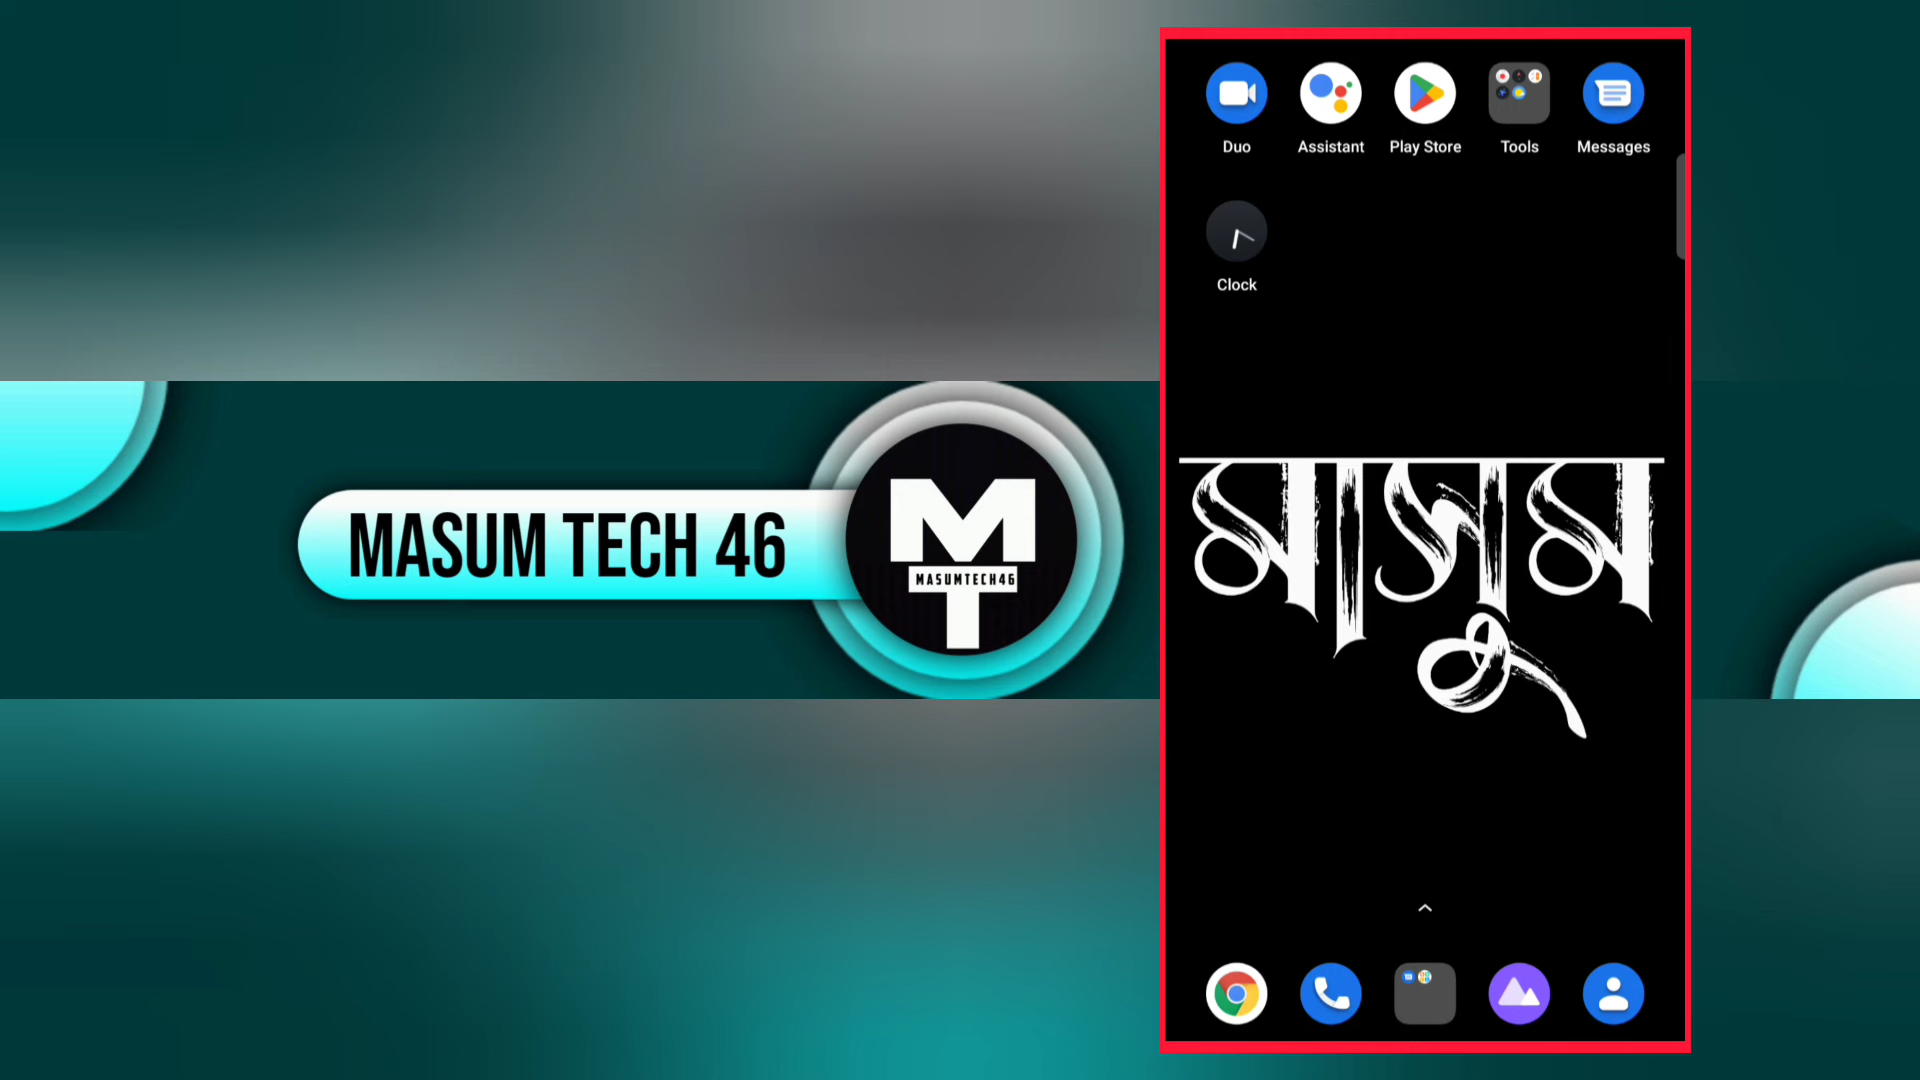 MASUM TECH 46
M
MASUMTECH46
T
Duo
Assistant
Play Store
Tools
Messages
Clock
মাসুম